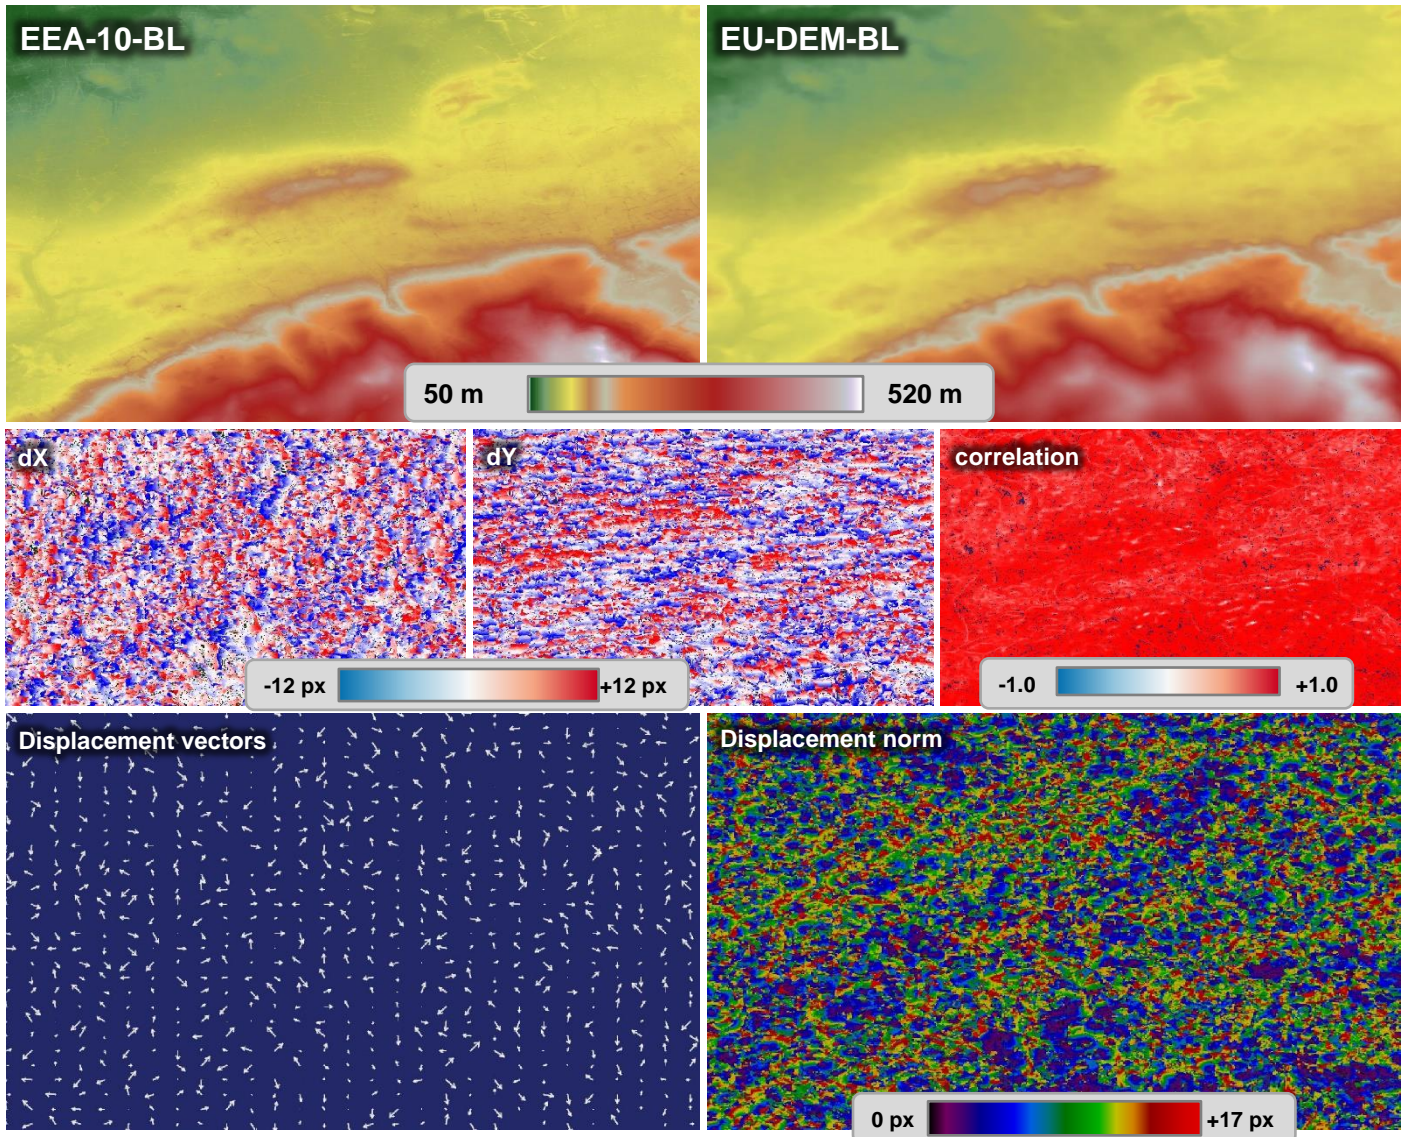 EEA-10-BL
EU-DEM-BL
50 m
520 m
dX
dY
correlation
-12 px
+12 px
-1.0
+1.0
Displacement vectors
Displacement norm
0 px
+17 px